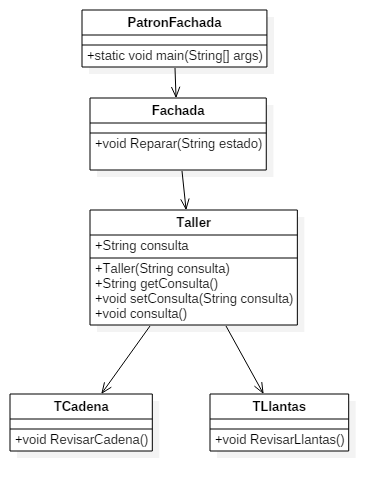 PatronFachada
+static void main(String[] args)
Fachada
+void Reparar(String estado)
Taller
+String consulta
+Taller(String consulta)
+String getConsulta()
+void setConsulta(String consulta)
+void consulta()
TCadena
+void RevisarCadena()
TLlantas
+void RevisarLlantas()